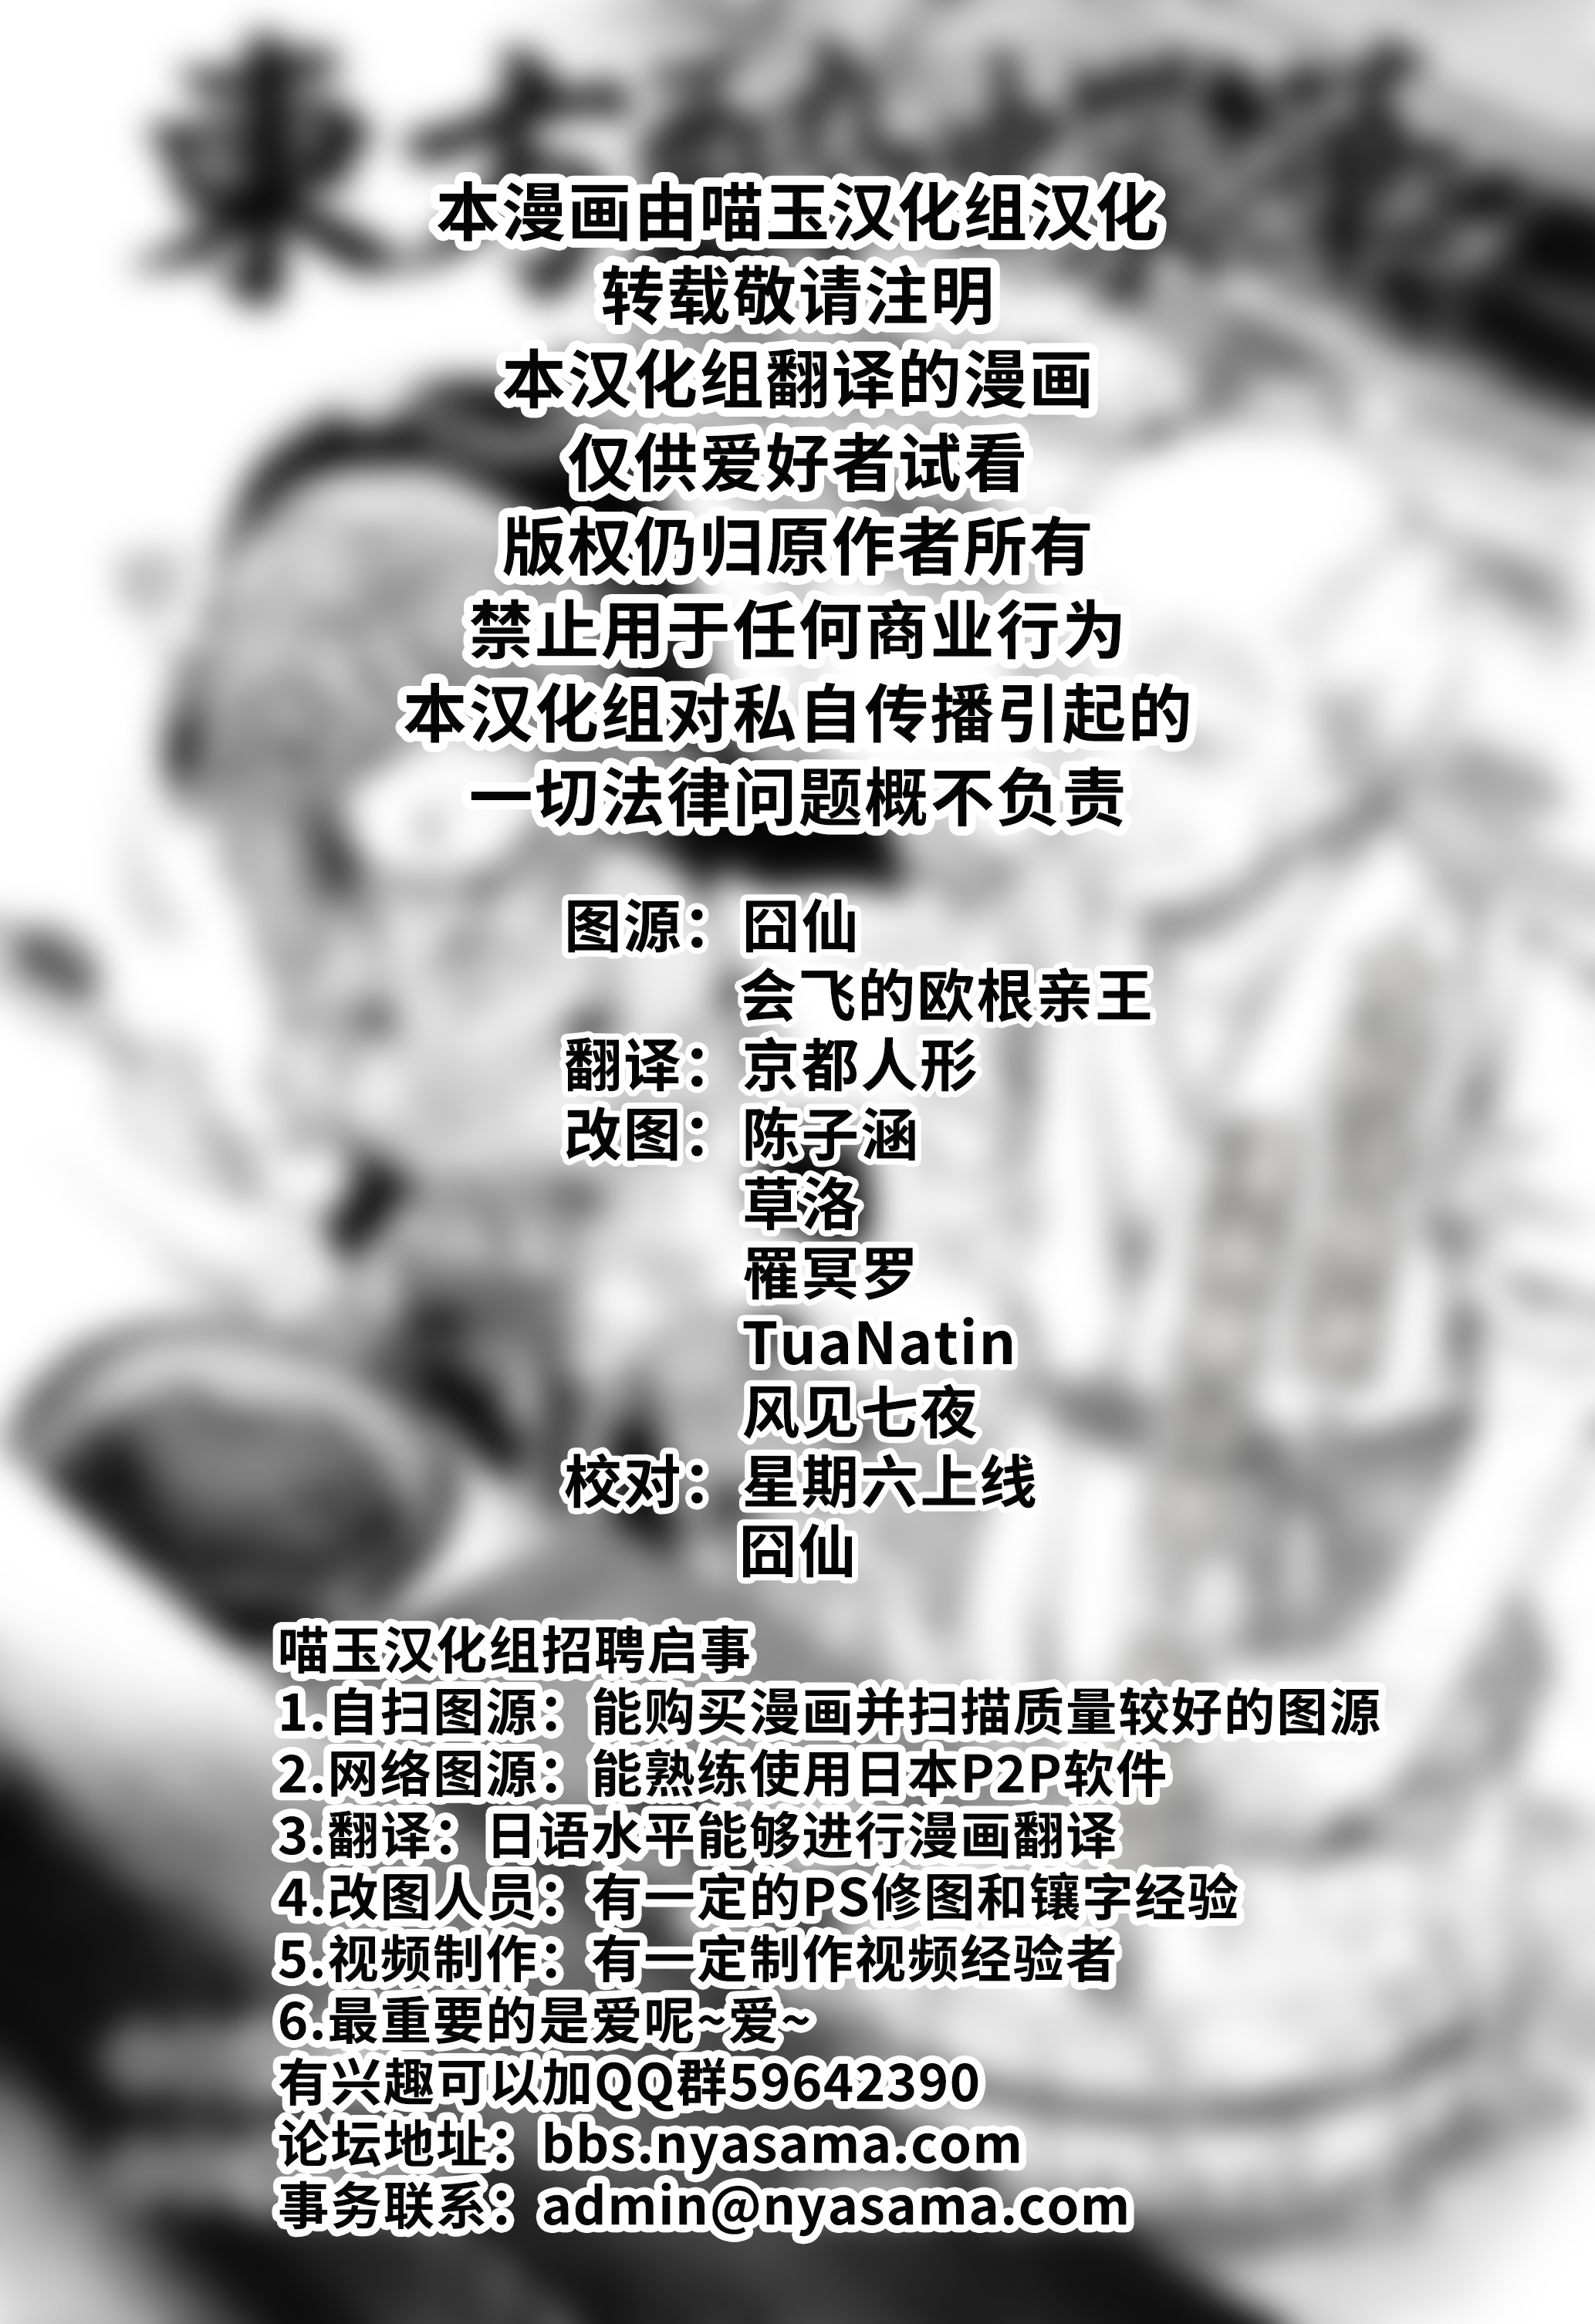 本漫画由喵玉汉化组汉化
转载敬请注明
本汉化组翻译的漫画
仅供爱好者试看
版权仍归原作者所有
禁止用于任何商业行为
本汉化组对私自传播引起的
一切法律问题概不负责
图源：囧仙
会飞的欧根亲王
翻译：京都人形
改图：陈子涵
草洛
罹冥罗
TuaNatin
风见七夜
校对：星期六上线
囧仙
喵玉汉化组招聘启事
1.自扫图源：能购买漫画并扫描质量较好的图源
2.网络图源：能熟练使用日本P2P软件
3.翻译：日语水平能够进行漫画翻译
4.改图人员：有一定的PS修图和镶字经验
5.视频制作：有一定制作视频经验者
6.最重要的是爱呢~爱~
有兴趣可以加QQ群59642390
论坛地址：bbs.nyasama.com
事务联系：admin@nyasama.com